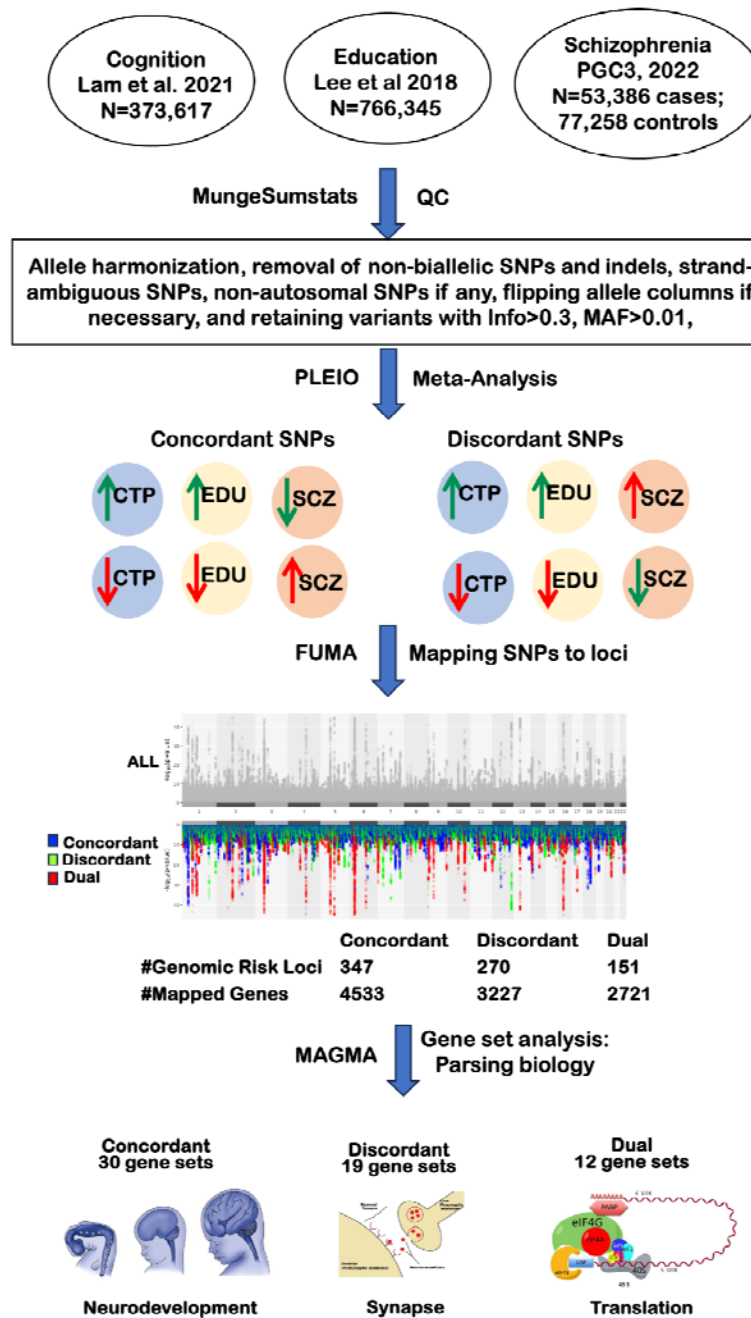 Cognition
Lam et al. 2021
N=373,617
Education
Lee et al 2018
N=766,345
Schizophrenia
PGC3, 2022
N=53,386 cases;
77,258 controls
MungeSumstats QC
Allele harmonization, removal of non-biallelic SNPs and indels, strand-
ambiguous SNPs, non-autosomal SNPs if any, flipping allele columns if
necessary, and retaining variants with Info>0.3, MAF>0.01,
PLEIO Meta-Analysis
Concordant SNPs Discordant SNPs
CTP EDU SCZ CTP EDU SCZ
CTP EDU SCZ CTP EDU SCZ
FUMA Mapping SNPs to loci
ALL
Concordant
Discordant
Dual
Concordant Discordant Dual
#Genomic Risk Loci 347 270 151
#Mapped Genes 4533 3227 2721
MAGMA
Gene set analysis:
Parsing biology
Concordant
30 gene sets
Discordant
19 gene sets
Dual
12 gene sets
PABP
eIF4G
40S
Neurodevelopment Synapse Translation